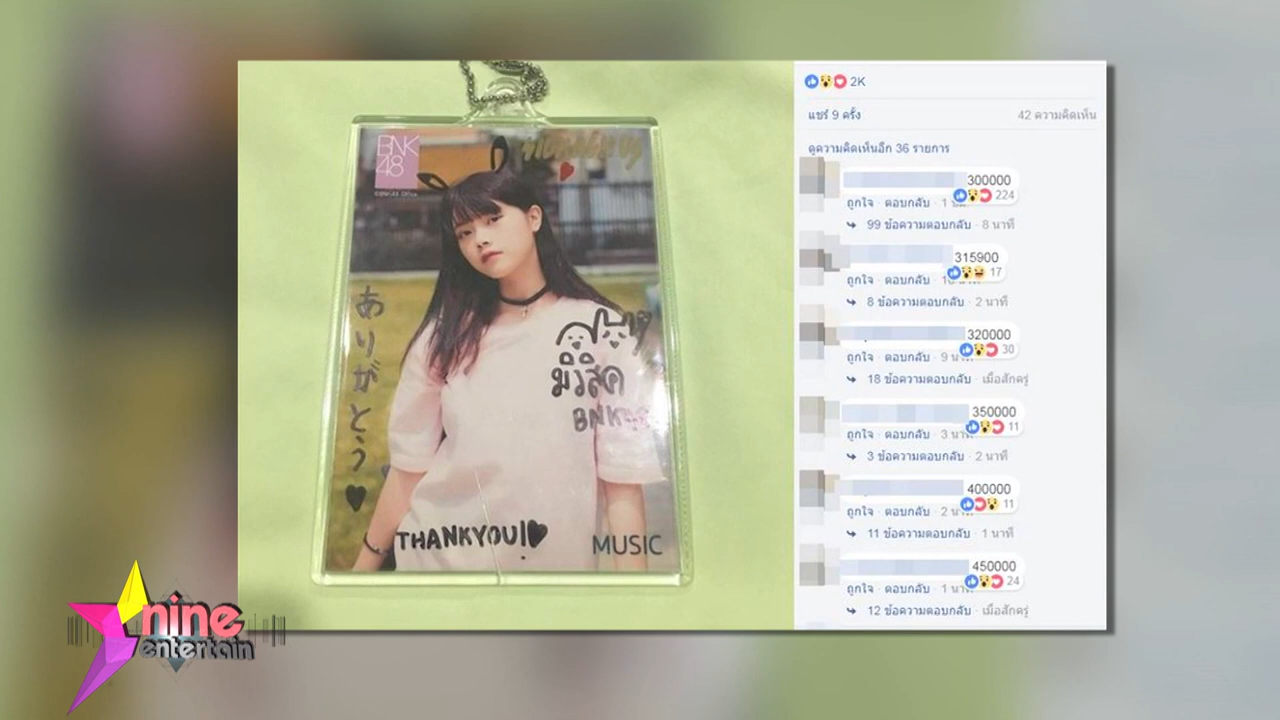 BNK
48
あ
り
が
と
う
มิวสิค
BNK48
THANKYOU!
MUSIC
2K
แชร์ 9 ครั้ง
42 ความคิดเห็น
ดูความคิดเห็นอีก 36 รายการ
300000
224
ถูกใจ · ตอบกลับ · 1
99 ข้อความตอบกลับ · 8 นาที
315900
17
ถูกใจ · ตอบกลับ
8 ข้อความตอบกลับ · 2 นาที
320000
30
ถูกใจ · ตอบกลับ · 9 นาที
18 ข้อความตอบกลับ · เมื่อสักครู่
350000
11
ถูกใจ · ตอบกลับ · 3 นาที
3 ข้อความตอบกลับ · 2 นาที
400000
11
ถูกใจ · ตอบกลับ · 2 นาที
11 ข้อความตอบกลับ · 1 นาที
450000
24
ถูกใจ · ตอบกลับ · 1 นาที
12 ข้อความตอบกลับ · เมื่อสักครู่
nine
entertain